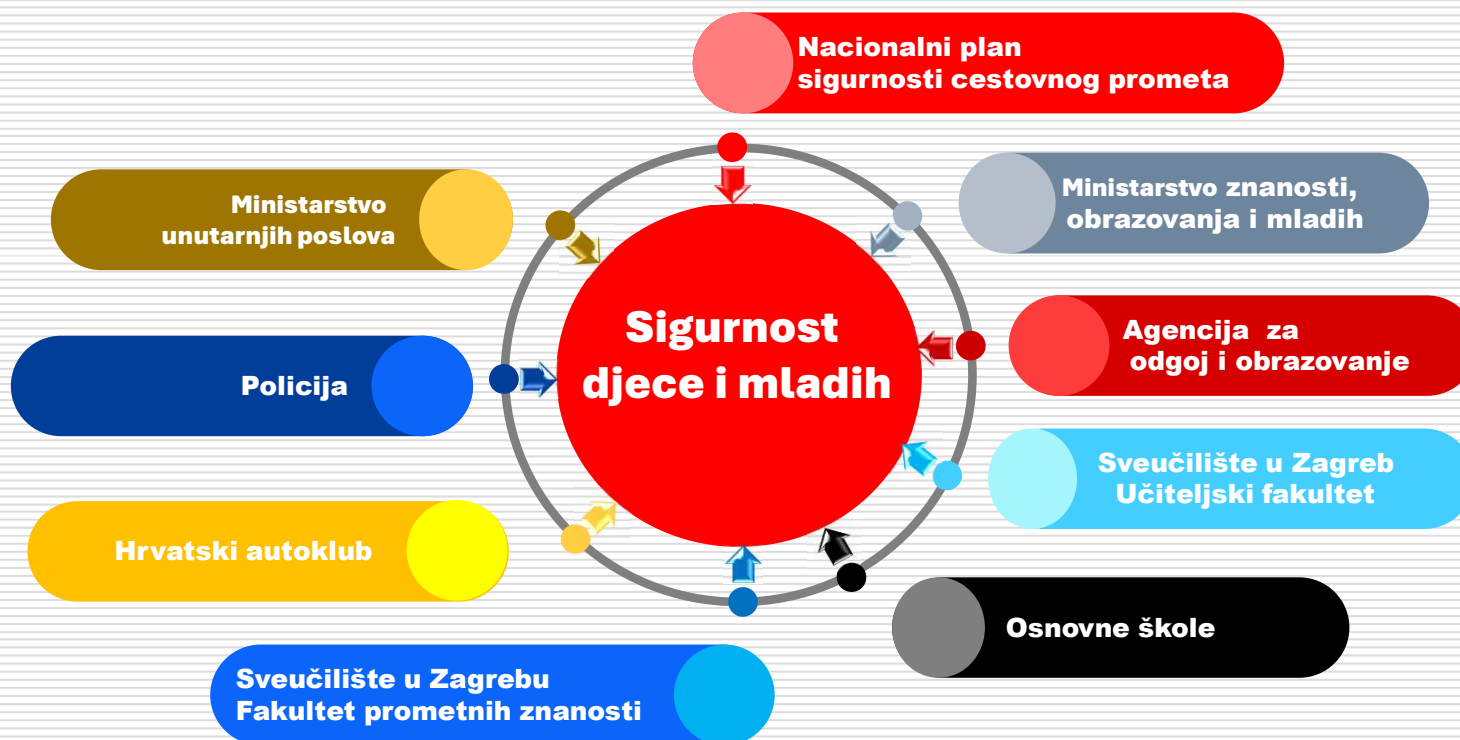 Nacionalni plan
sigurnosti cestovnog prometa
Ministarstvo znanosti,
obrazovanja i mladih
Ministarstvo
unutarnjih poslova
Agencija za
odgoj i obrazovanje
Sigurnost
djece i mladih
Policija
Sveučilište u Zagreb
Učiteljski fakultet
Hrvatski autoklub
Osnovne škole
Sveučilište u Zagrebu
Fakultet prometnih znanosti